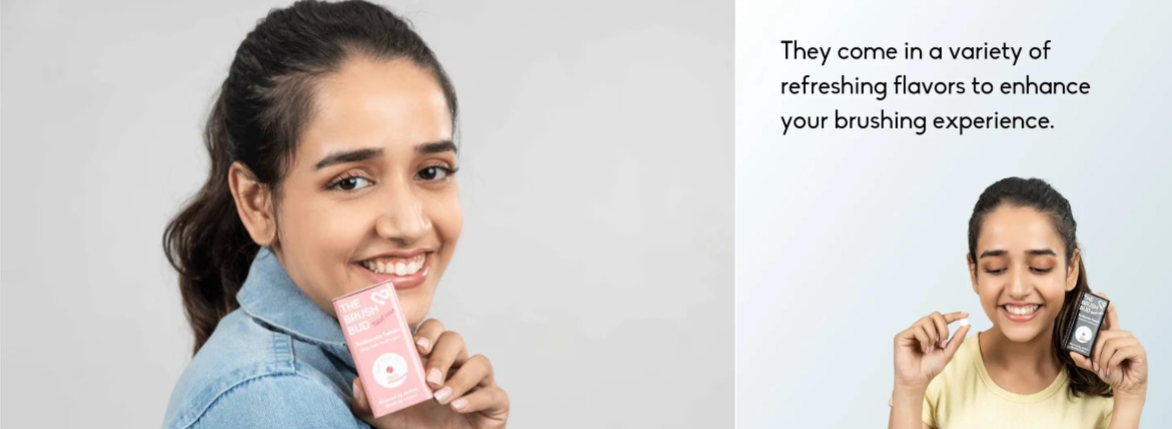 They come in a variety of
refreshing flavors to enhance
your brushing experience.
THE
BRUSH
BUD
THE
BRUSH
BUD